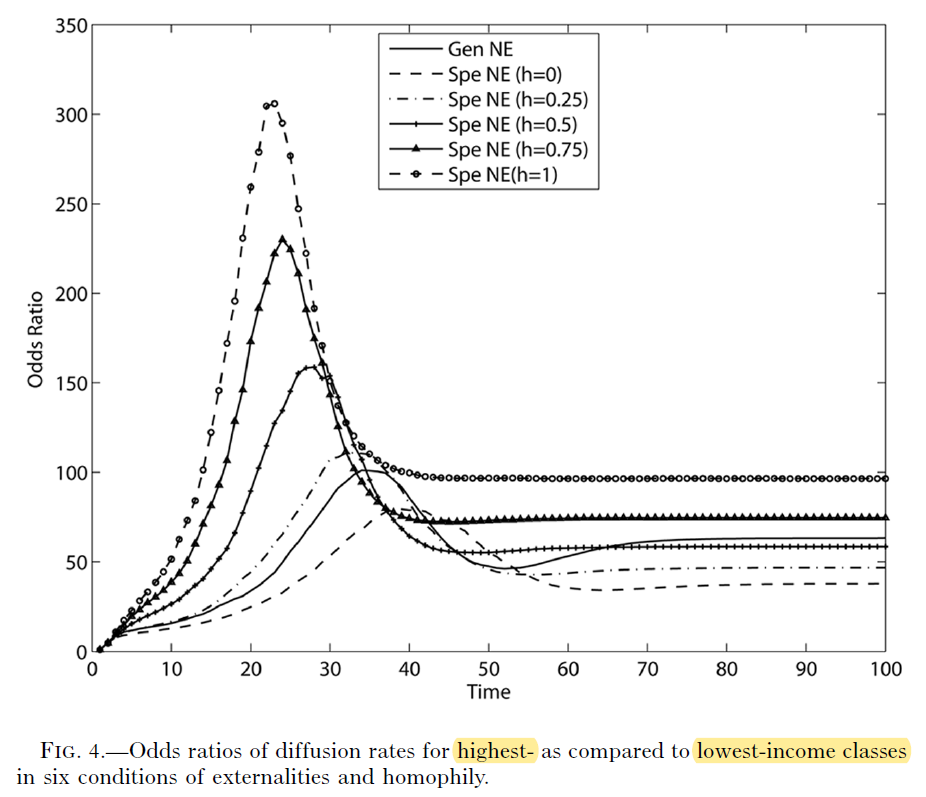 350
300
250
200
150
100
50
0
Odds Ratio
Gen NE
Spe NE (h=0)
Spe NE (h=0.25)
Spe NE (h=0.5)
Spe NE (h=0.75)
Spe NE(h=1)
0 10 20 30 40 50 60 70 80 90 100
Time
FIG. 4.—Odds ratios of diffusion rates for highest- as compared to lowest-income classes
in six conditions of externalities and homophily.